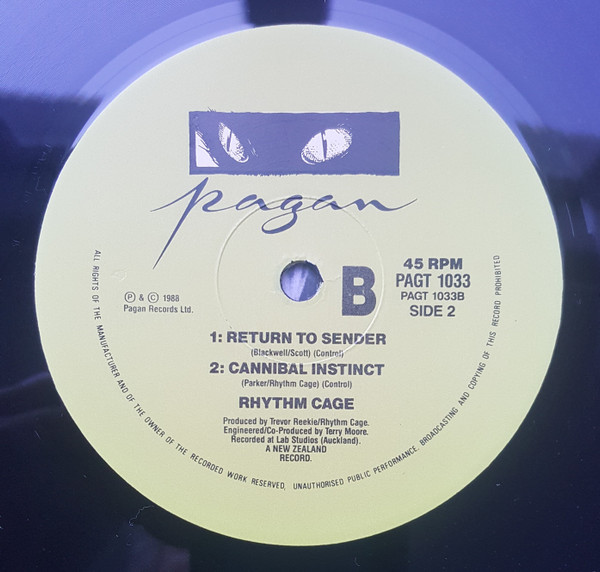 pagan
45 RPM
PAGT 1033
PAGT 1033B
SIDE 2
B
℗ & © 1988
Pagan Records Ltd.
1: RETURN TO SENDER
(Blackwell/Scott) (Control)
2: CANNIBAL INSTINCT
(Parker/Rhythm Cage) (Control)
RHYTHM CAGE
Produced by Trevor Reekie/Rhythm Cage.
Engineered/Co-Produced by Terry Moore.
Recorded at Lab Studios (Auckland).
A NEW ZEALAND
RECORD.
ALL RIGHTS OF THE MANUFACTURER AND OF THE OWNER OF THE RECORDED WORK RESERVED. UNAUTHORISED PUBLIC PERFORMANCE BROADCASTING AND COPYING OF THIS RECORD PROHIBITED